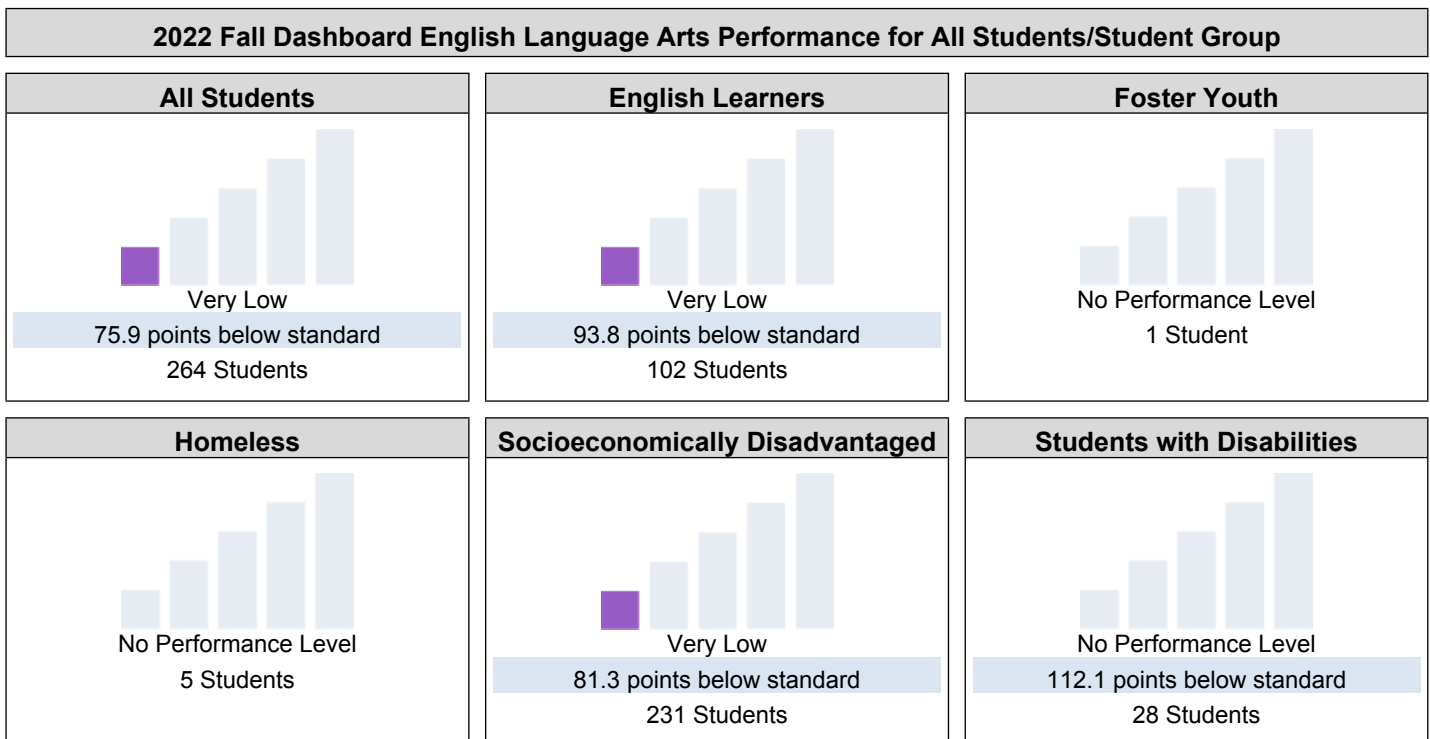 2022 Fall Dashboard English Language Arts Performance for All Students/Student Group
All Students
Very Low
75.9 points below standard
264 Students
English Learners
Very Low
93.8 points below standard
102 Students
Foster Youth
No Performance Level
1 Student
Homeless
No Performance Level
5 Students
Socioeconomically Disadvantaged
Very Low
81.3 points below standard
231 Students
Students with Disabilities
No Performance Level
112.1 points below standard
28 Students